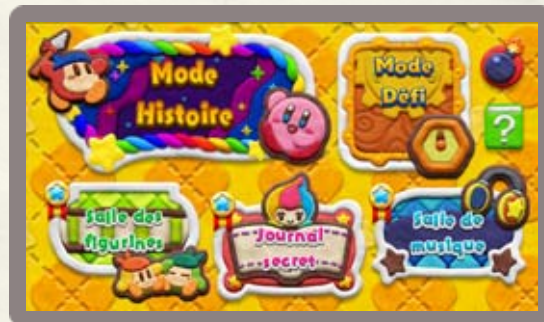 Mode
Histoire
Mode
Défi
?
Salle des
figurines
Journal
secret
Salle de
musique